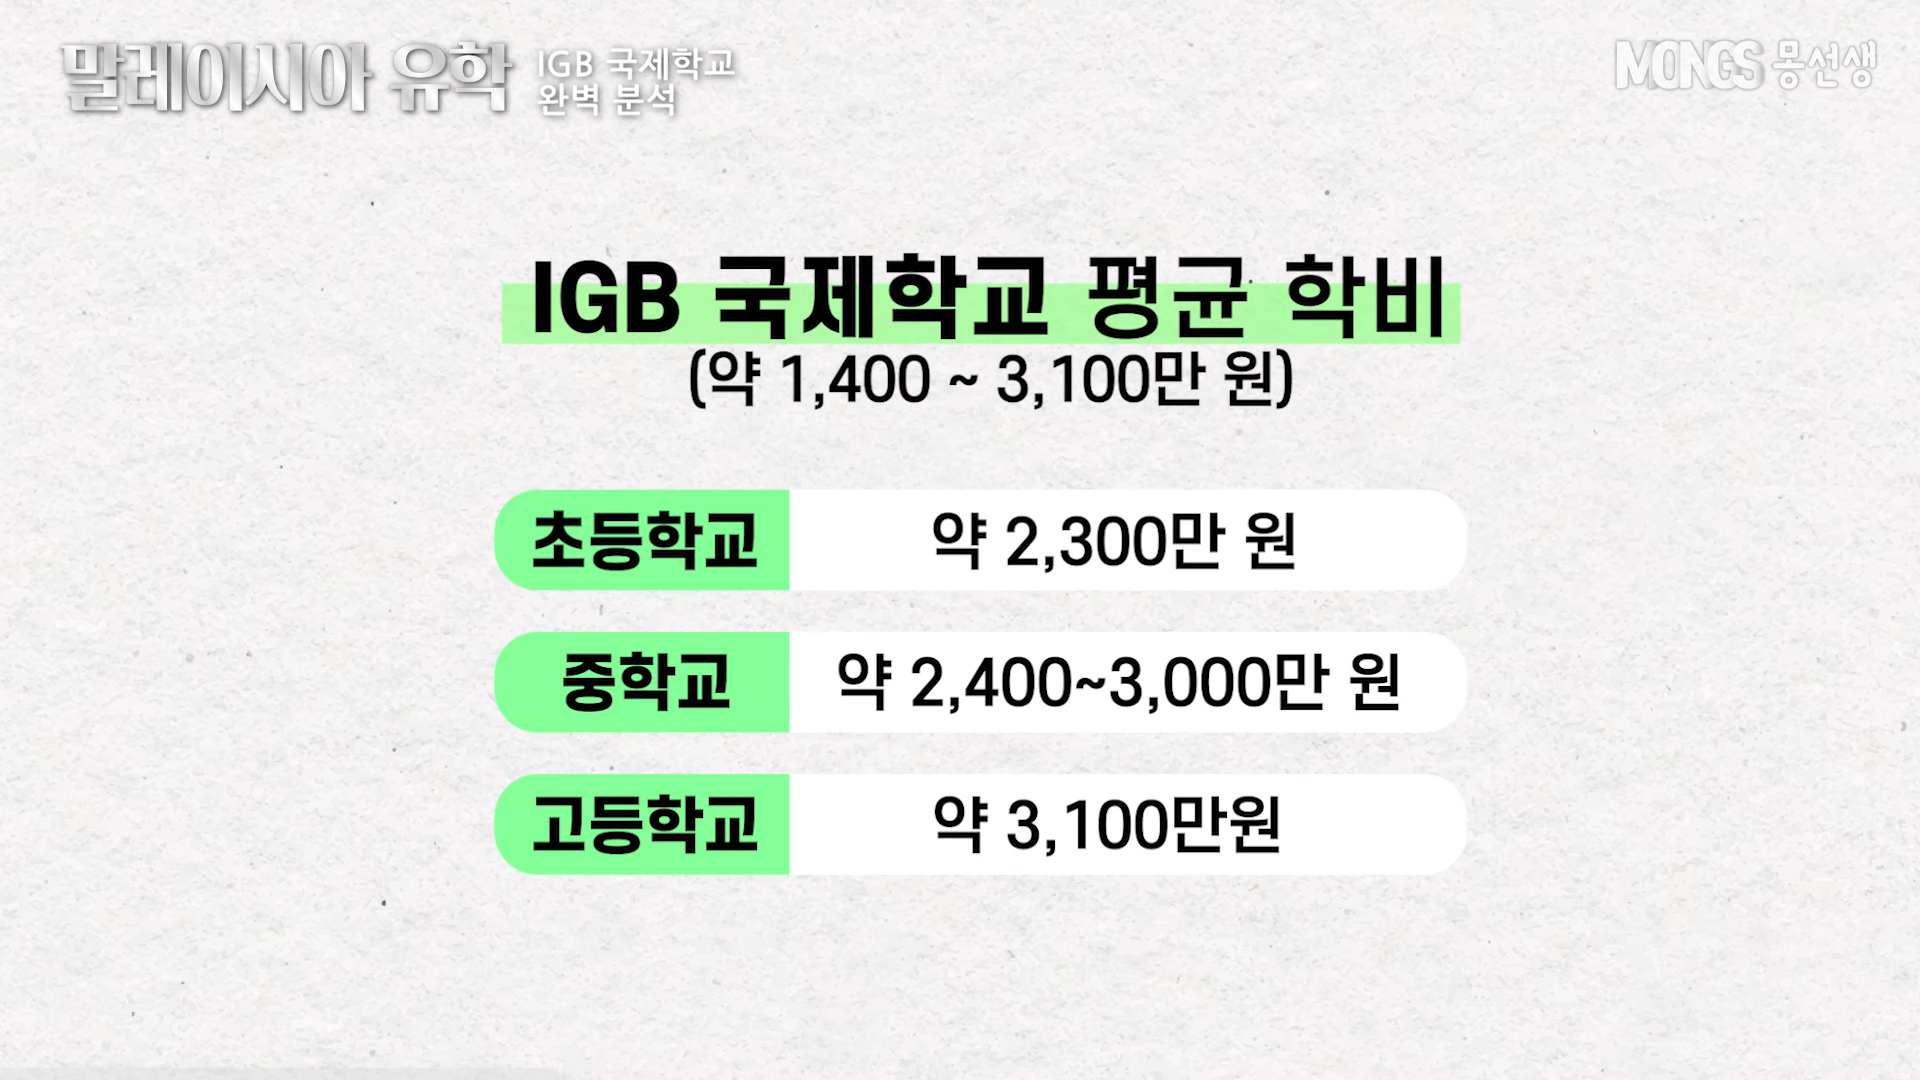 말레이시아 유학
IGB 국제학교
완벽 분석
MONGS 몽선생
IGB 국제학교 평균 학비
(약 1,400 ~ 3,100만 원)
초등학교 약 2,300만 원
중학교 약 2,400~3,000만 원
고등학교 약 3,100만원